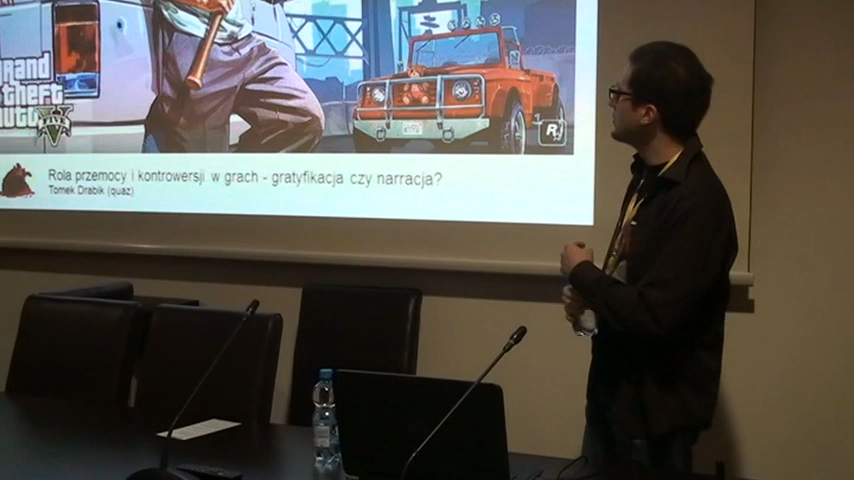 grand
theft
auto
V
R
Rola przemocy i kontrowersji w grach - gratyfikacja czy narracja?
Tomek Drabik (quaz)